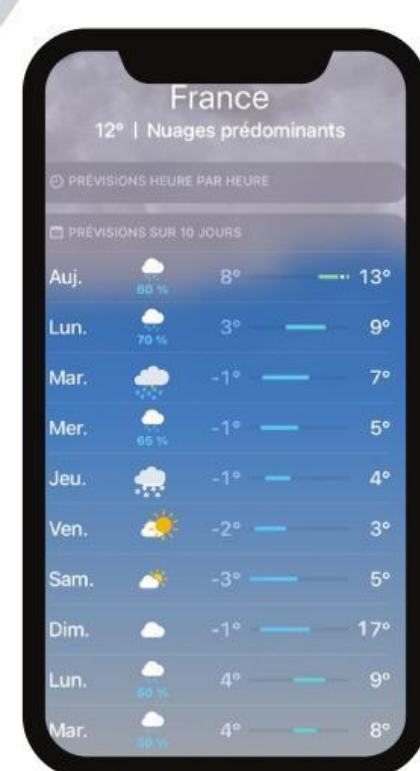 France
12° | Nuages prédominants
PRÉVISIONS HEURE PAR HEURE
PRÉVISIONS SUR 10 JOURS
Auj. 60 % 8° 13°
Lun. 70 % 3° 9°
Mar. -1° 7°
Mer. 65 % -1° 5°
Jeu. -1° 4°
Ven. -2° 3°
Sam. -3° 5°
Dim. -1° 17°
Lun. 60 % 4° 9°
Mar. 4° 8°